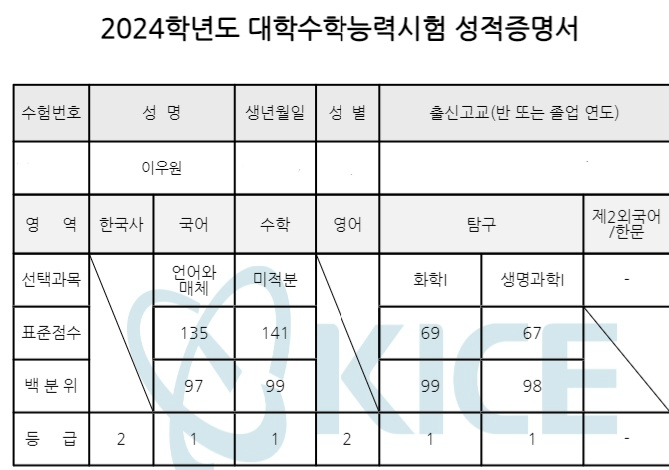 2024학년도 대학수학능력시험 성적증명서
수험번호 성 명 생년월일 성 별 출신고교(반 또는 졸업 연도)
이우원
영 역 한국사 국어 수학 영어 탐구 제2외국어
/한문
선택과목 언어와
매체 미적분 화학I 생명과학I -
표준점수 135 141 69 67
백 분 위 97 99 99 98
등 급 2 1 1 2 1 1 -
KICE